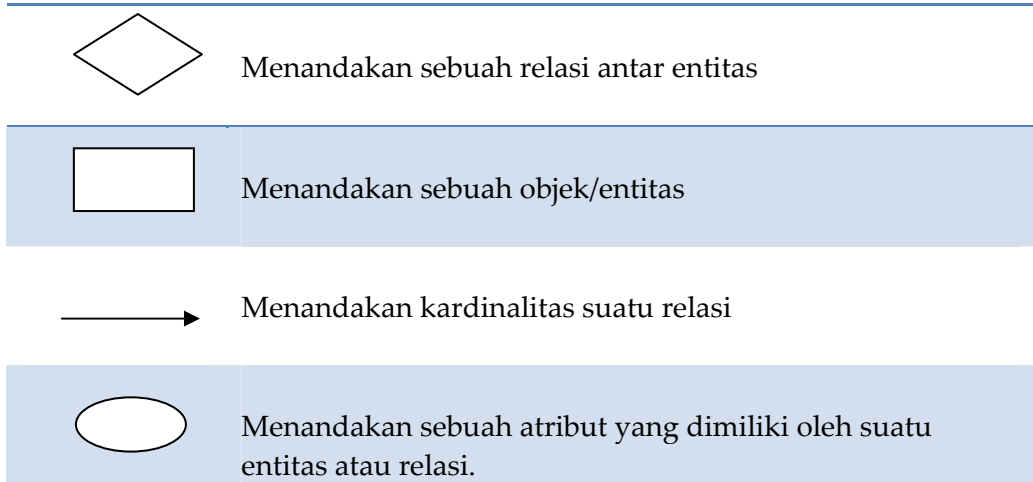 Menandakan sebuah relasi antar entitas
Menandakan sebuah objek/entitas
Menandakan kardinalitas suatu relasi
Menandakan sebuah atribut yang dimiliki oleh suatu
entitas atau relasi.